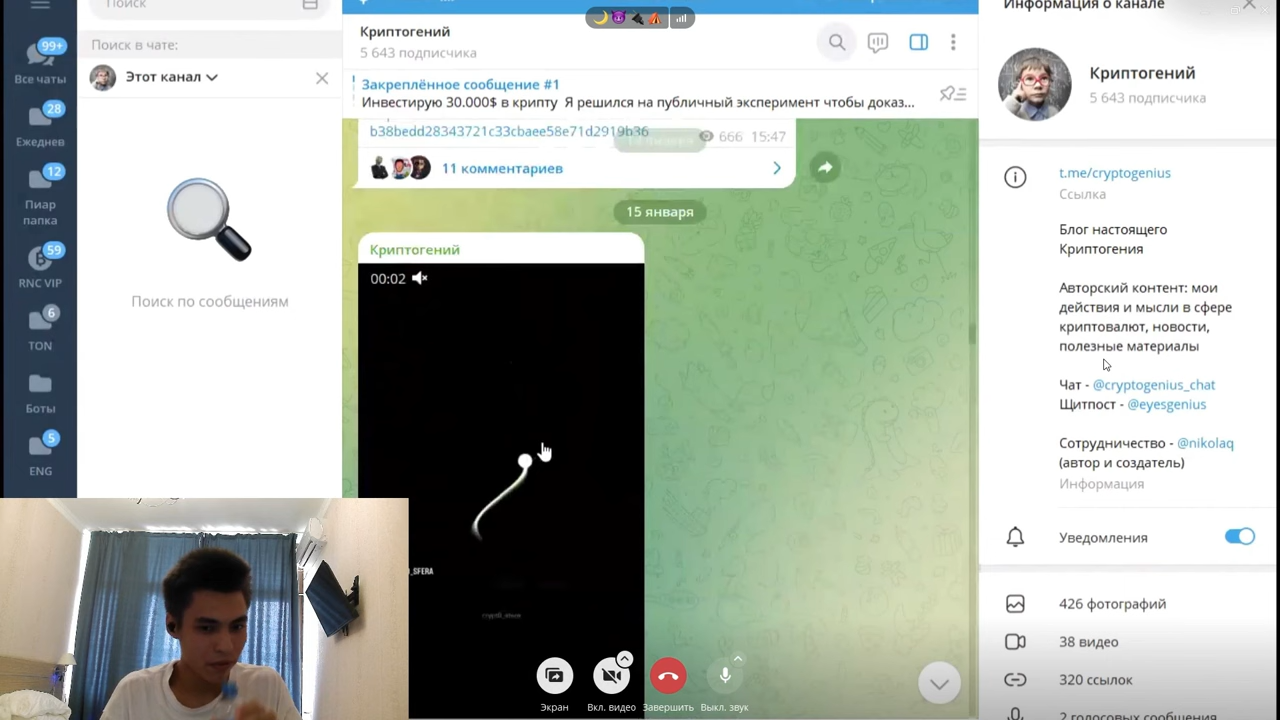 Поиск
Поиск в чате:
Этот канал
Поиск по сообщениям
99+
Все чаты
28
Ежеднев
12
Пиар
папка
59
RNC VIP
6
TON
Боты
5
ENG
Криптогений
5 643 подписчика
Закреплённое сообщение #1
Инвестирую 30.000$ в крипту Я решился на публичный эксперимент чтобы доказ...
b38bedd28343721c33cbaee58e71d2919b36
666 15:47
11 комментариев
15 января
Криптогений
00:02
_SFERA
Экран
Вкл. видео
Завершить
Выкл. звук
Информация о канале
Криптогений
5 643 подписчика
t.me/cryptogenius
Ссылка
Блог настоящего
Криптогения
Авторский контент: мои
действия и мысли в сфере
криптовалют, новости,
полезные материалы
Чат - @cryptogenius_chat
Щитпост - @eyesgenius
Сотрудничество - @nikolaq
(автор и создатель)
Информация
Уведомления
426 фотографий
38 видео
320 ссылок
2 голосовых сообщения